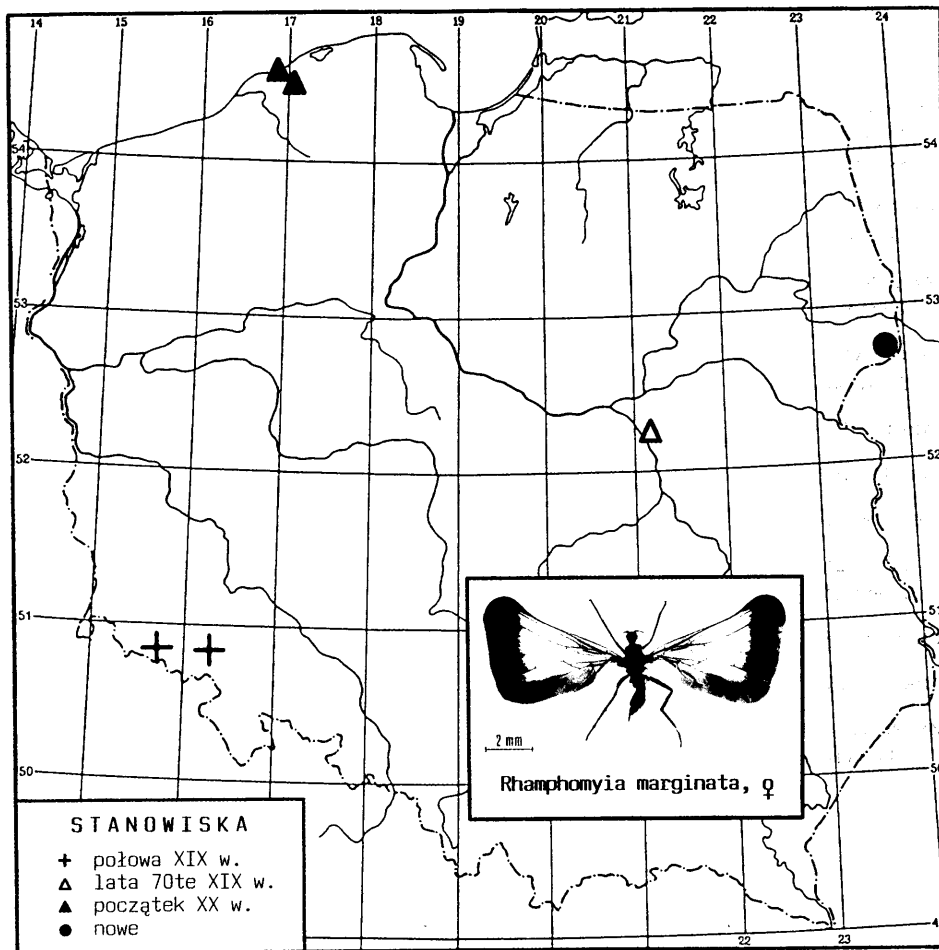 14 15 16 17 18 19 20 21 22 23 24
54 54
53 53
52 52
51 51
50 50
2 mm
Rhamphomyia marginata, ♀
STANOWISKA
+ połowa XIX w.
△ lata 70te XIX w.
▲ początek XX w.
● nowe
22 23
4